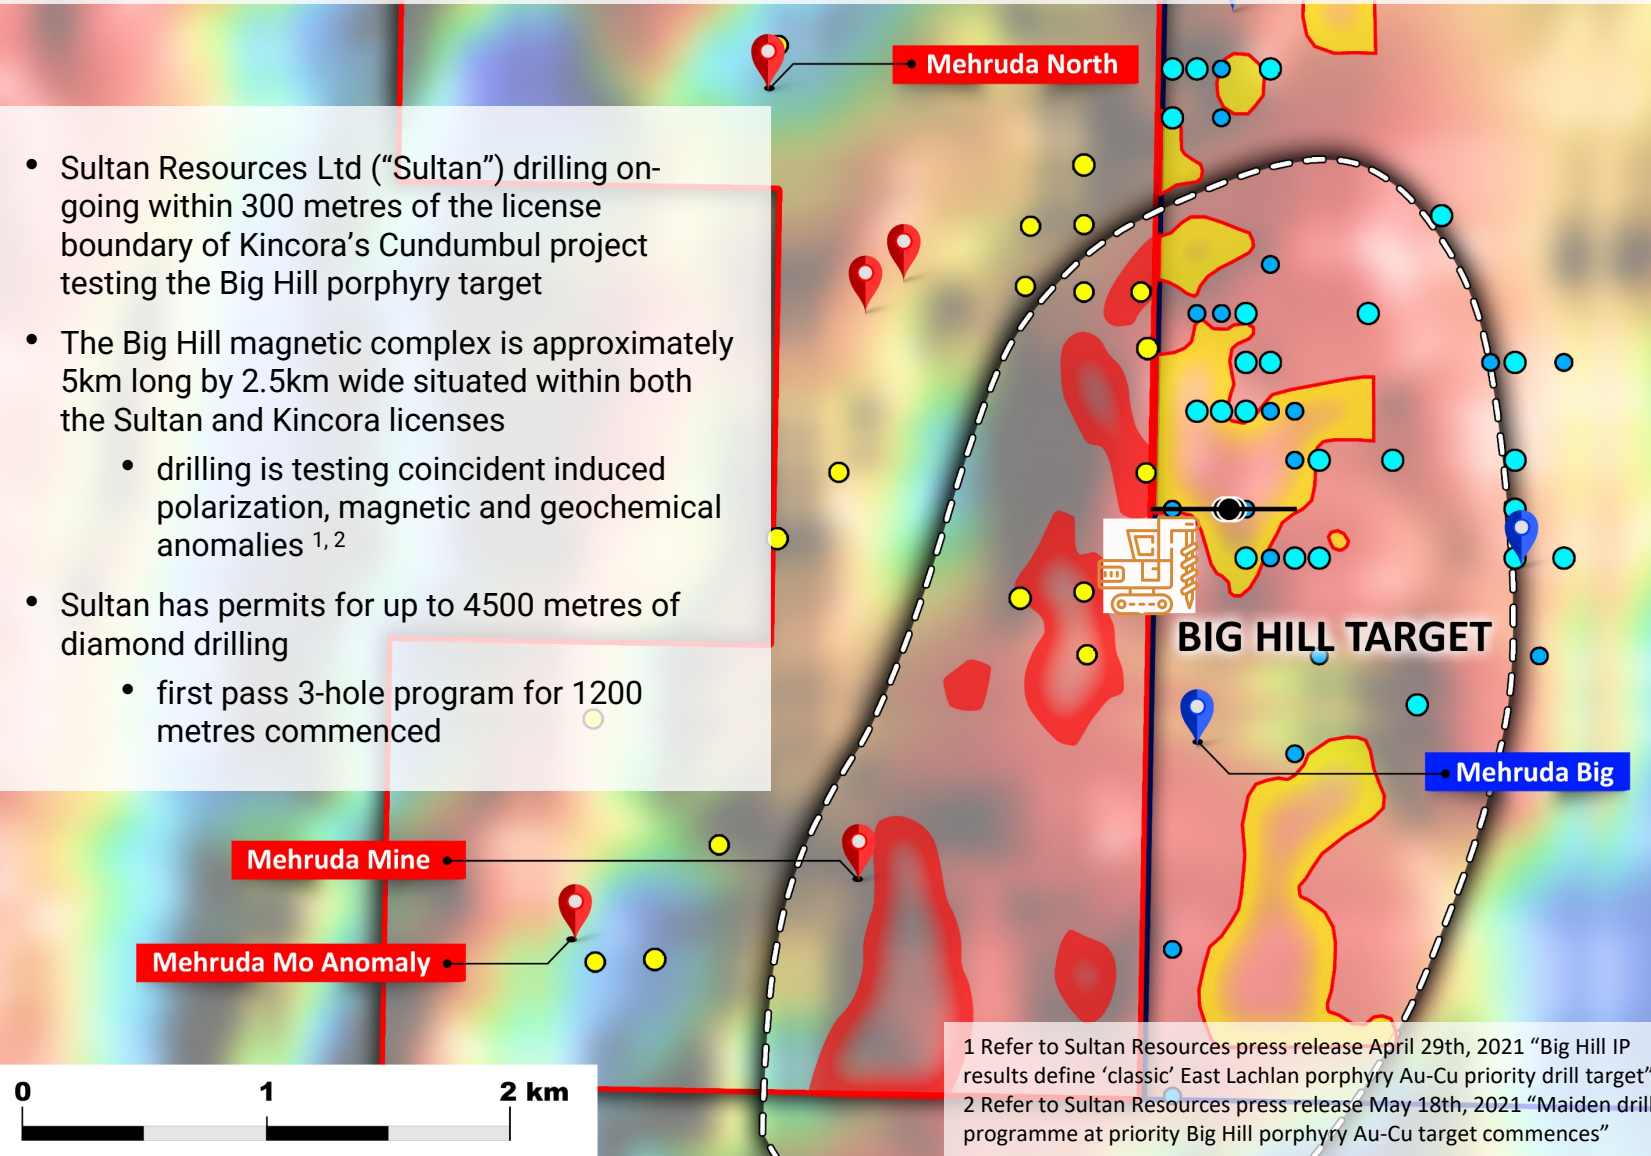 Mehruda North
• Sultan Resources Ltd (“Sultan”) drilling on-
going within 300 metres of the license
boundary of Kincora’s Cundumbul project
testing the Big Hill porphyry target
• The Big Hill magnetic complex is approximately
5km long by 2.5km wide situated within both
the Sultan and Kincora licenses
• drilling is testing coincident induced
polarization, magnetic and geochemical
anomalies 1, 2
• Sultan has permits for up to 4500 metres of
diamond drilling
• first pass 3-hole program for 1200
metres commenced
BIG HILL TARGET
Mehruda Big
Mehruda Mine
Mehruda Mo Anomaly
0 1 2 km
1 Refer to Sultan Resources press release April 29th, 2021 “Big Hill IP
results define ‘classic’ East Lachlan porphyry Au-Cu priority drill target”
2 Refer to Sultan Resources press release May 18th, 2021 “Maiden drill
programme at priority Big Hill porphyry Au-Cu target commences”